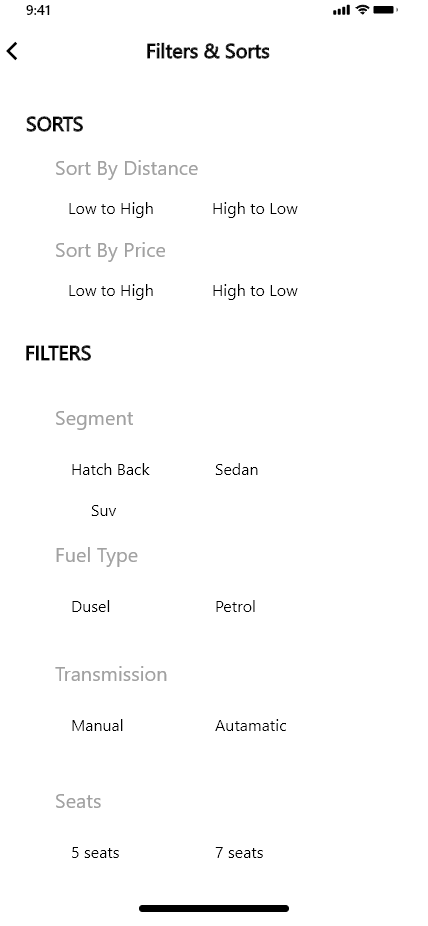 9:41
Filters & Sorts
SORTS
Sort By Distance
Low to High High to Low
Sort By Price
Low to High High to Low
FILTERS
Segment
Hatch Back Sedan
Suv
Fuel Type
Dusel Petrol
Transmission
Manual Autamatic
Seats
5 seats 7 seats